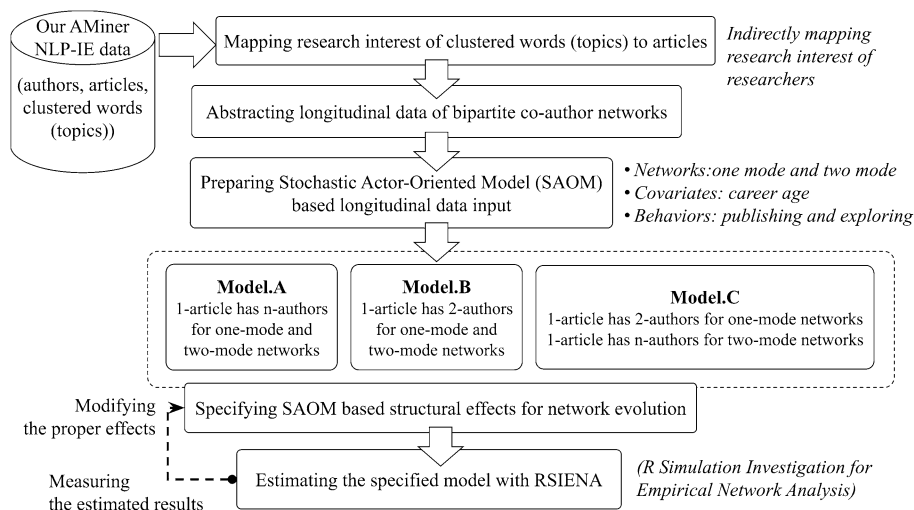 Our AMiner
NLP-IE data
(authors, articles,
clustered words
(topics))
Mapping research interest of clustered words (topics) to articles
Indirectly mapping
research interest of
researchers
Abstracting longitudinal data of bipartite co-author networks
Preparing Stochastic Actor-Oriented Model (SAOM)
based longitudinal data input
• Networks:one mode and two mode
• Covariates: career age
• Behaviors: publishing and exploring
Model.A
1-article has n-authors
for one-mode and
two-mode networks
Model.B
1-article has 2-authors
for one-mode and
two-mode networks
Model.C
1-article has 2-authors for one-mode networks
1-article has n-authors for two-mode networks
Modifying
the proper effects
Specifying SAOM based structural effects for network evolution
Measuring
the estimated results
Estimating the specified model with RSIENA
(R Simulation Investigation for
Empirical Network Analysis)